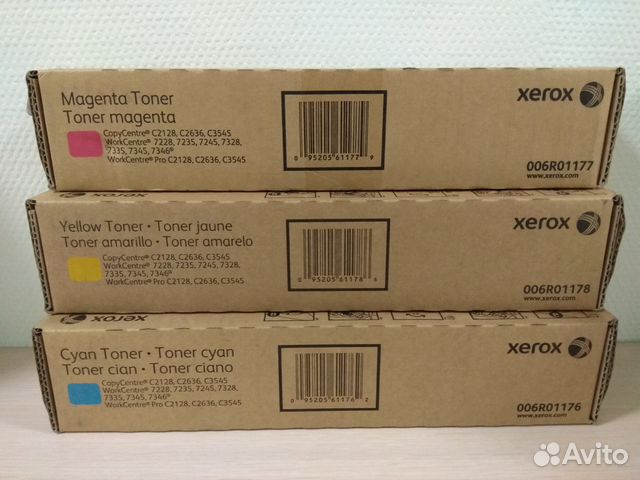 Magenta Toner
Toner magenta
CopyCentre® C2128, C2636, C3545
WorkCentre® 7228, 7235, 7245, 7328,
7335, 7345, 7346®
WorkCentre® Pro C2128, C2636, C3545
0 95205 61177 9
xerox
006R01177
www.xerox.com
Yellow Toner • Toner jaune
Toner amarillo • Toner amarelo
CopyCentre® C2128, C2636, C3545
WorkCentre® 7228, 7235, 7245, 7328,
7335, 7345, 7346®
WorkCentre® Pro C2128, C2636, C3545
0 95205 61178 6
xerox
006R01178
www.xerox.com
Cyan Toner • Toner cyan
Toner cian • Toner ciano
CopyCentre® C2128, C2636, C3545
WorkCentre® 7228, 7235, 7245, 7328,
7335, 7345, 7346®
WorkCentre® Pro C2128, C2636, C3545
0 95205 61176 2
xerox
006R01176
www.xerox.com
Avito